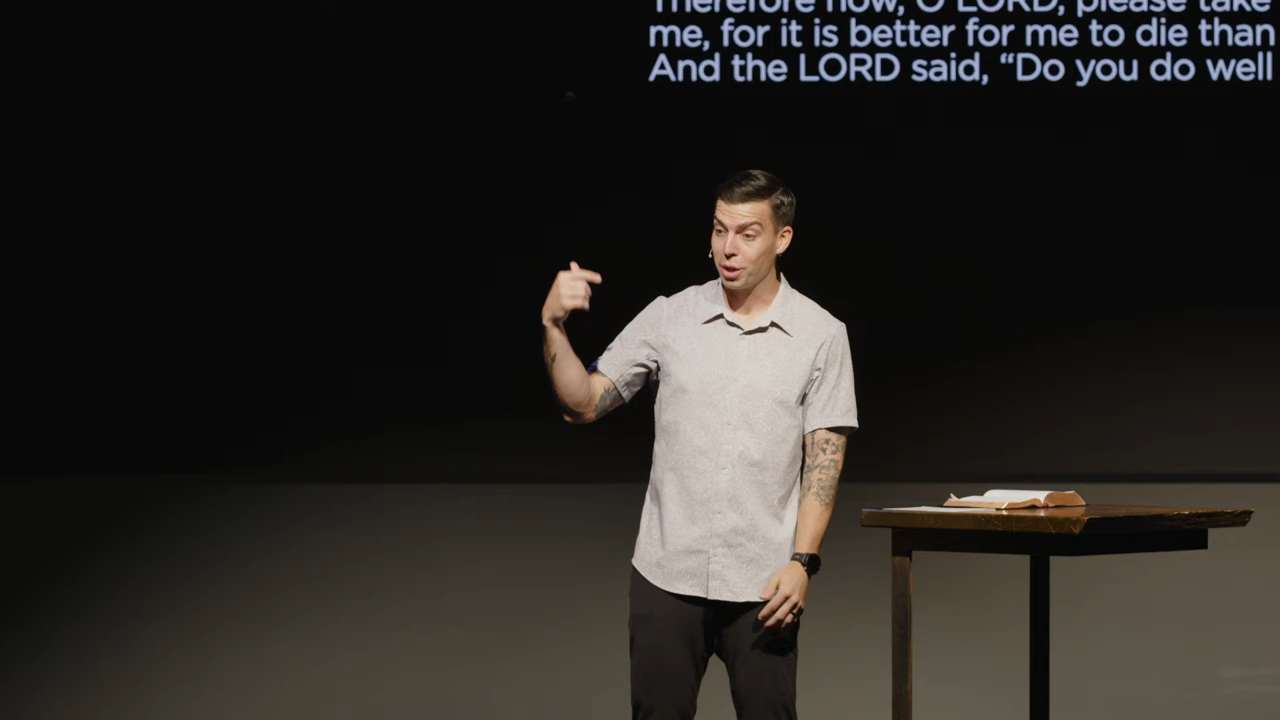 Therefore now, O LORD, please take
me, for it is better for me to die than
And the LORD said, “Do you do well